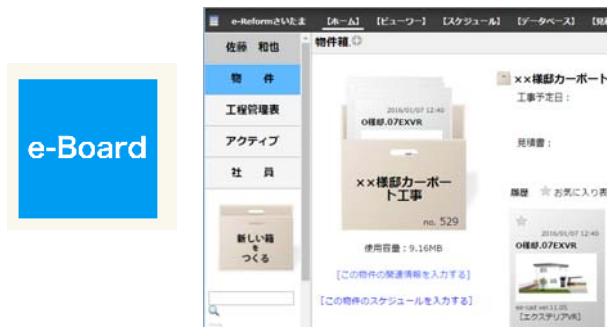 e-Board
e-Reformさいたま 【ホーム】 【ビューワー】 【スケジュール】 【データベース】
佐藤 和也
物件
工程管理表
アクティブ
社員
新しい箱
を
つくる
物件箱
2016/01/07 12:40
O様邸.07EXVR
××様邸カーポー
ト工事
no. 529
使用容量:9.16MB
[この物件の関連情報を入力する]
[この物件のスケジュールを入力する]
××様邸カーポート
工事予定日:
見積書:
履歴 ★お気に入り表
2016/01/07 12:40
O様邸.07EXVR
[エクステリアVR]